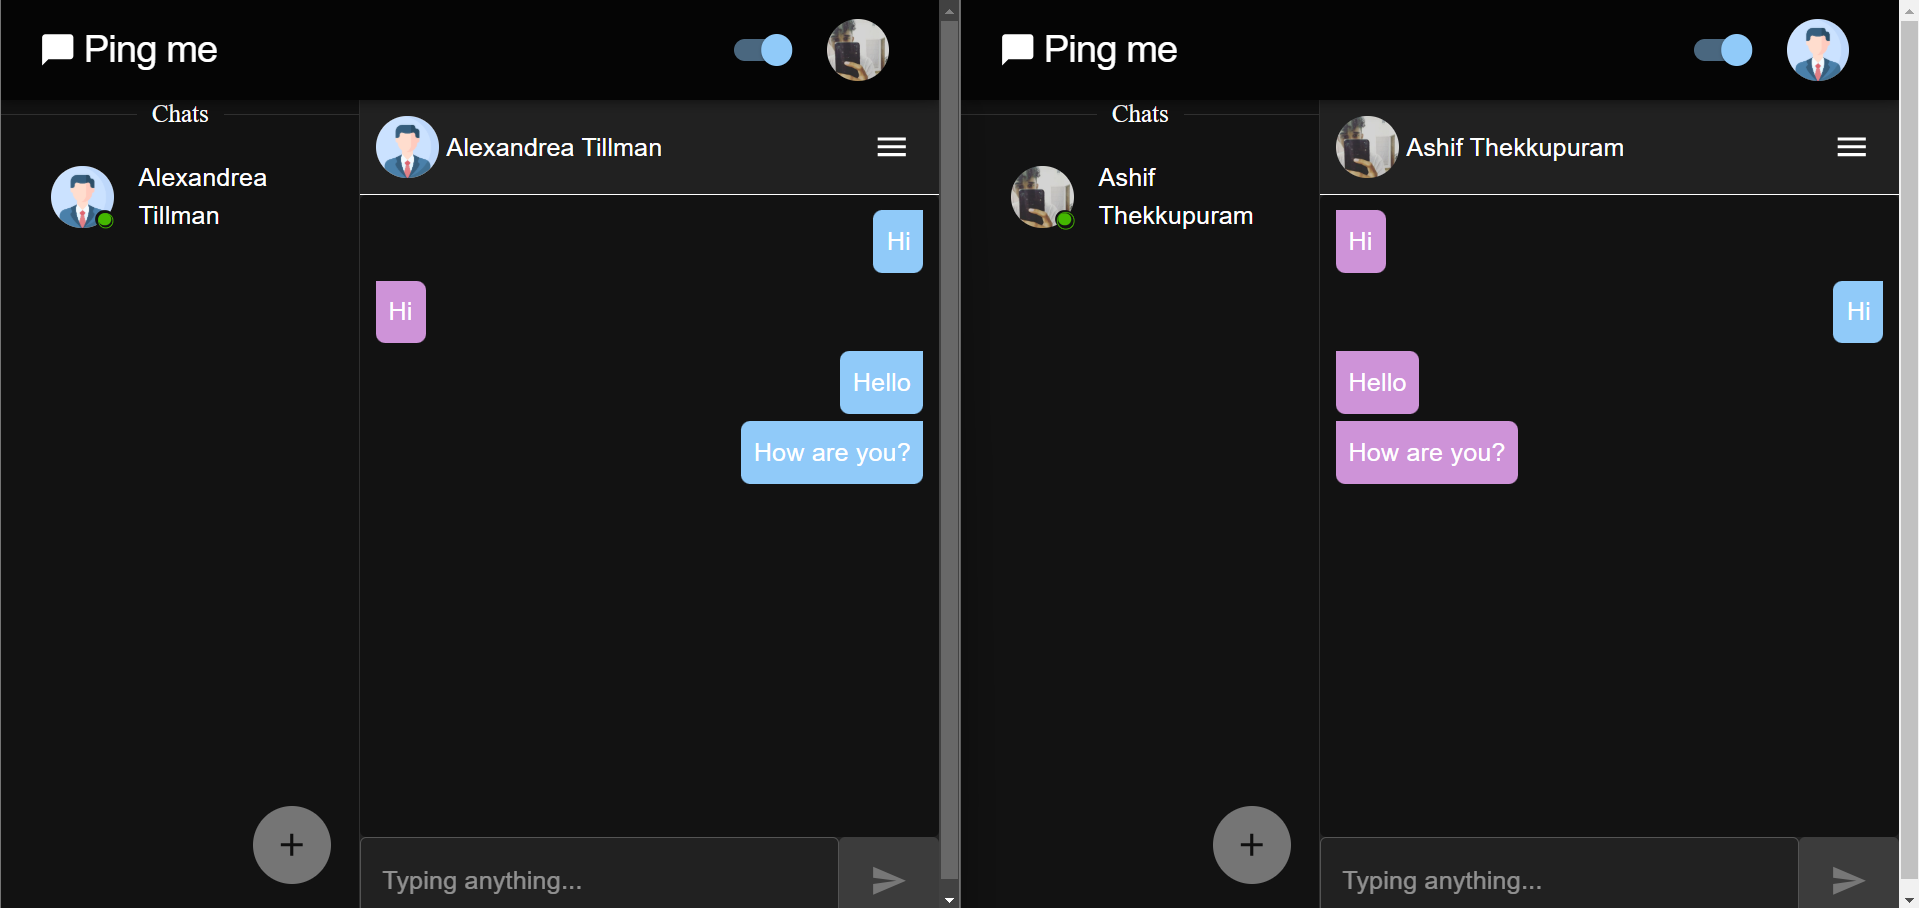 Ping me
Chats
Alexandrea
Tillman
Alexandrea Tillman
Hi
Hi
Hello
How are you?
Typing anything...
Ping me
Chats
Ashif
Thekkupuram
Ashif Thekkupuram
Hi
Hi
Hello
How are you?
Typing anything...